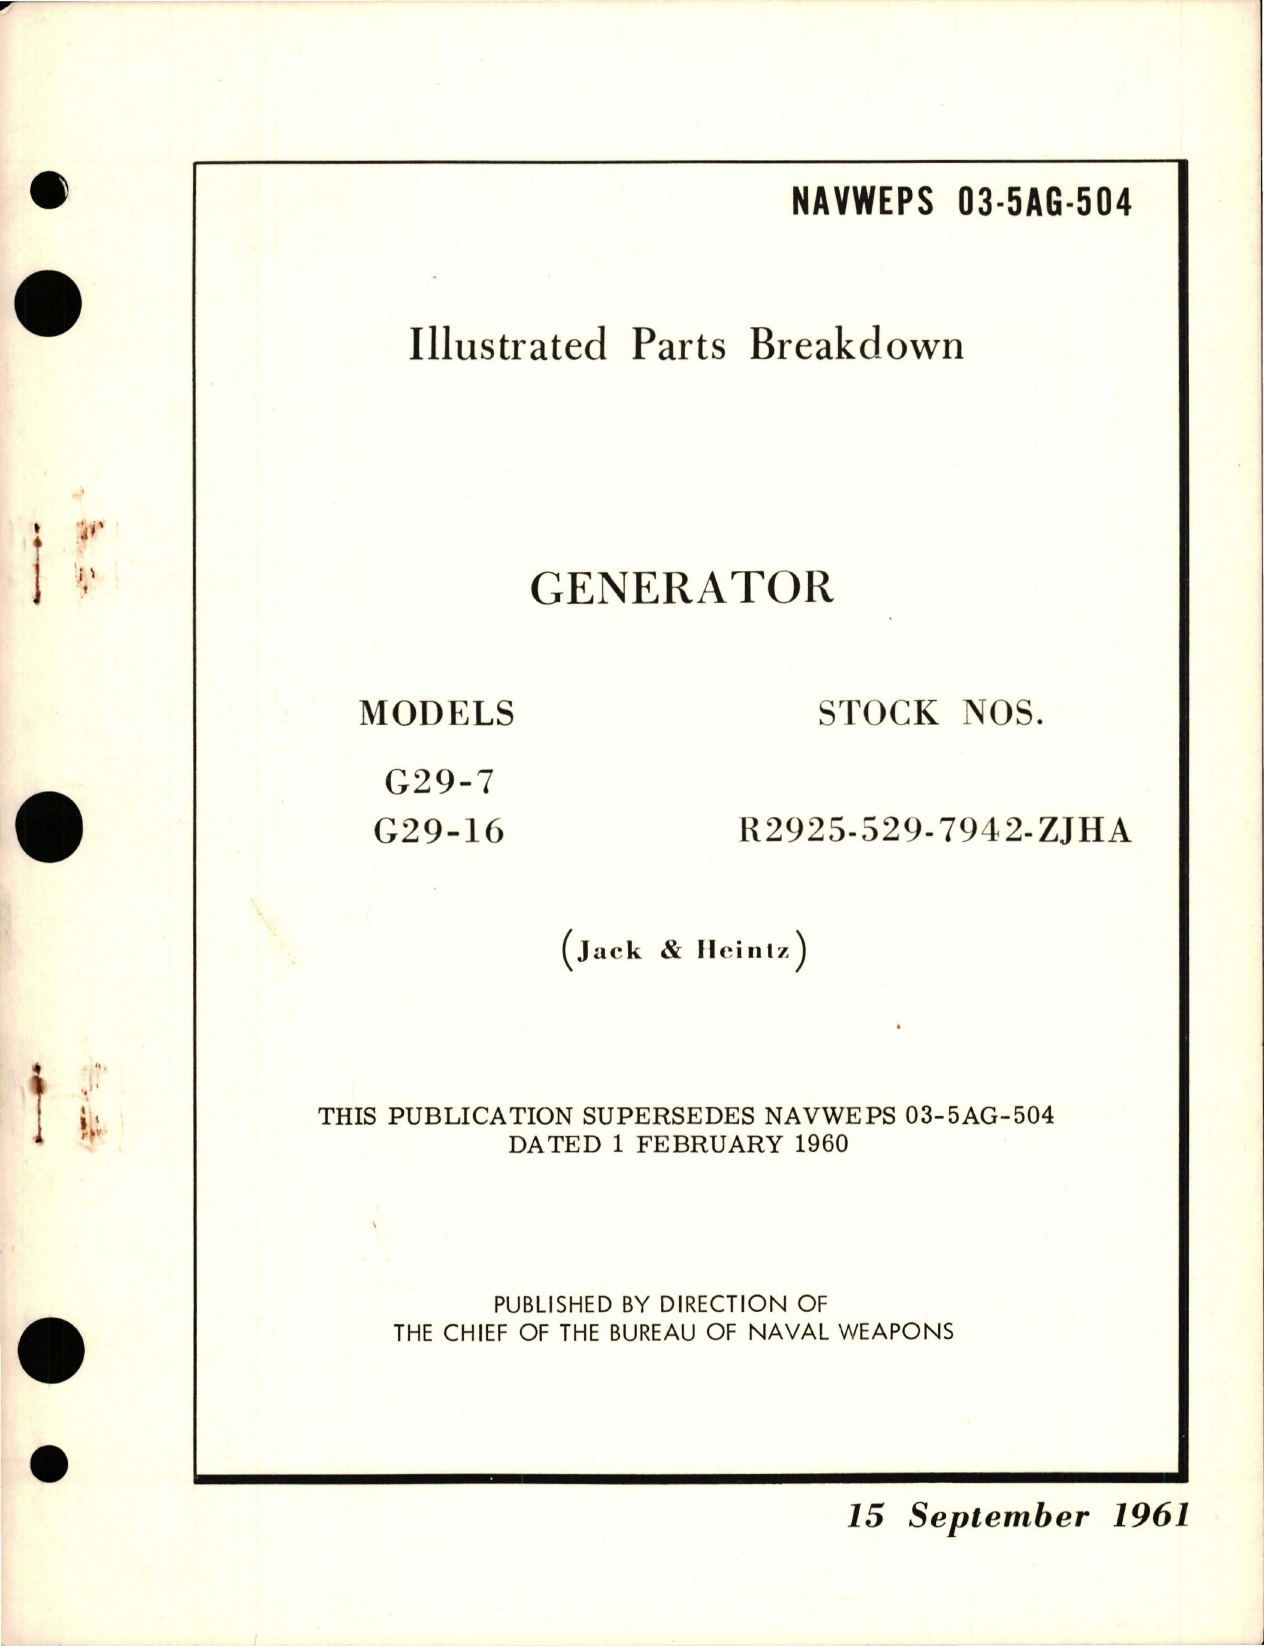 NAVWEPS 03-5AG-504
Illustrated Parts Breakdown
GENERATOR
MODELS STOCK NOS.
G29-7
G29-16 R2925-529-7942-ZJHA
(Jack & Heintz)
THIS PUBLICATION SUPERSEDES NAVWEPS 03-5AG-504
DATED 1 FEBRUARY 1960
PUBLISHED BY DIRECTION OF
THE CHIEF OF THE BUREAU OF NAVAL WEAPONS
15 September 1961